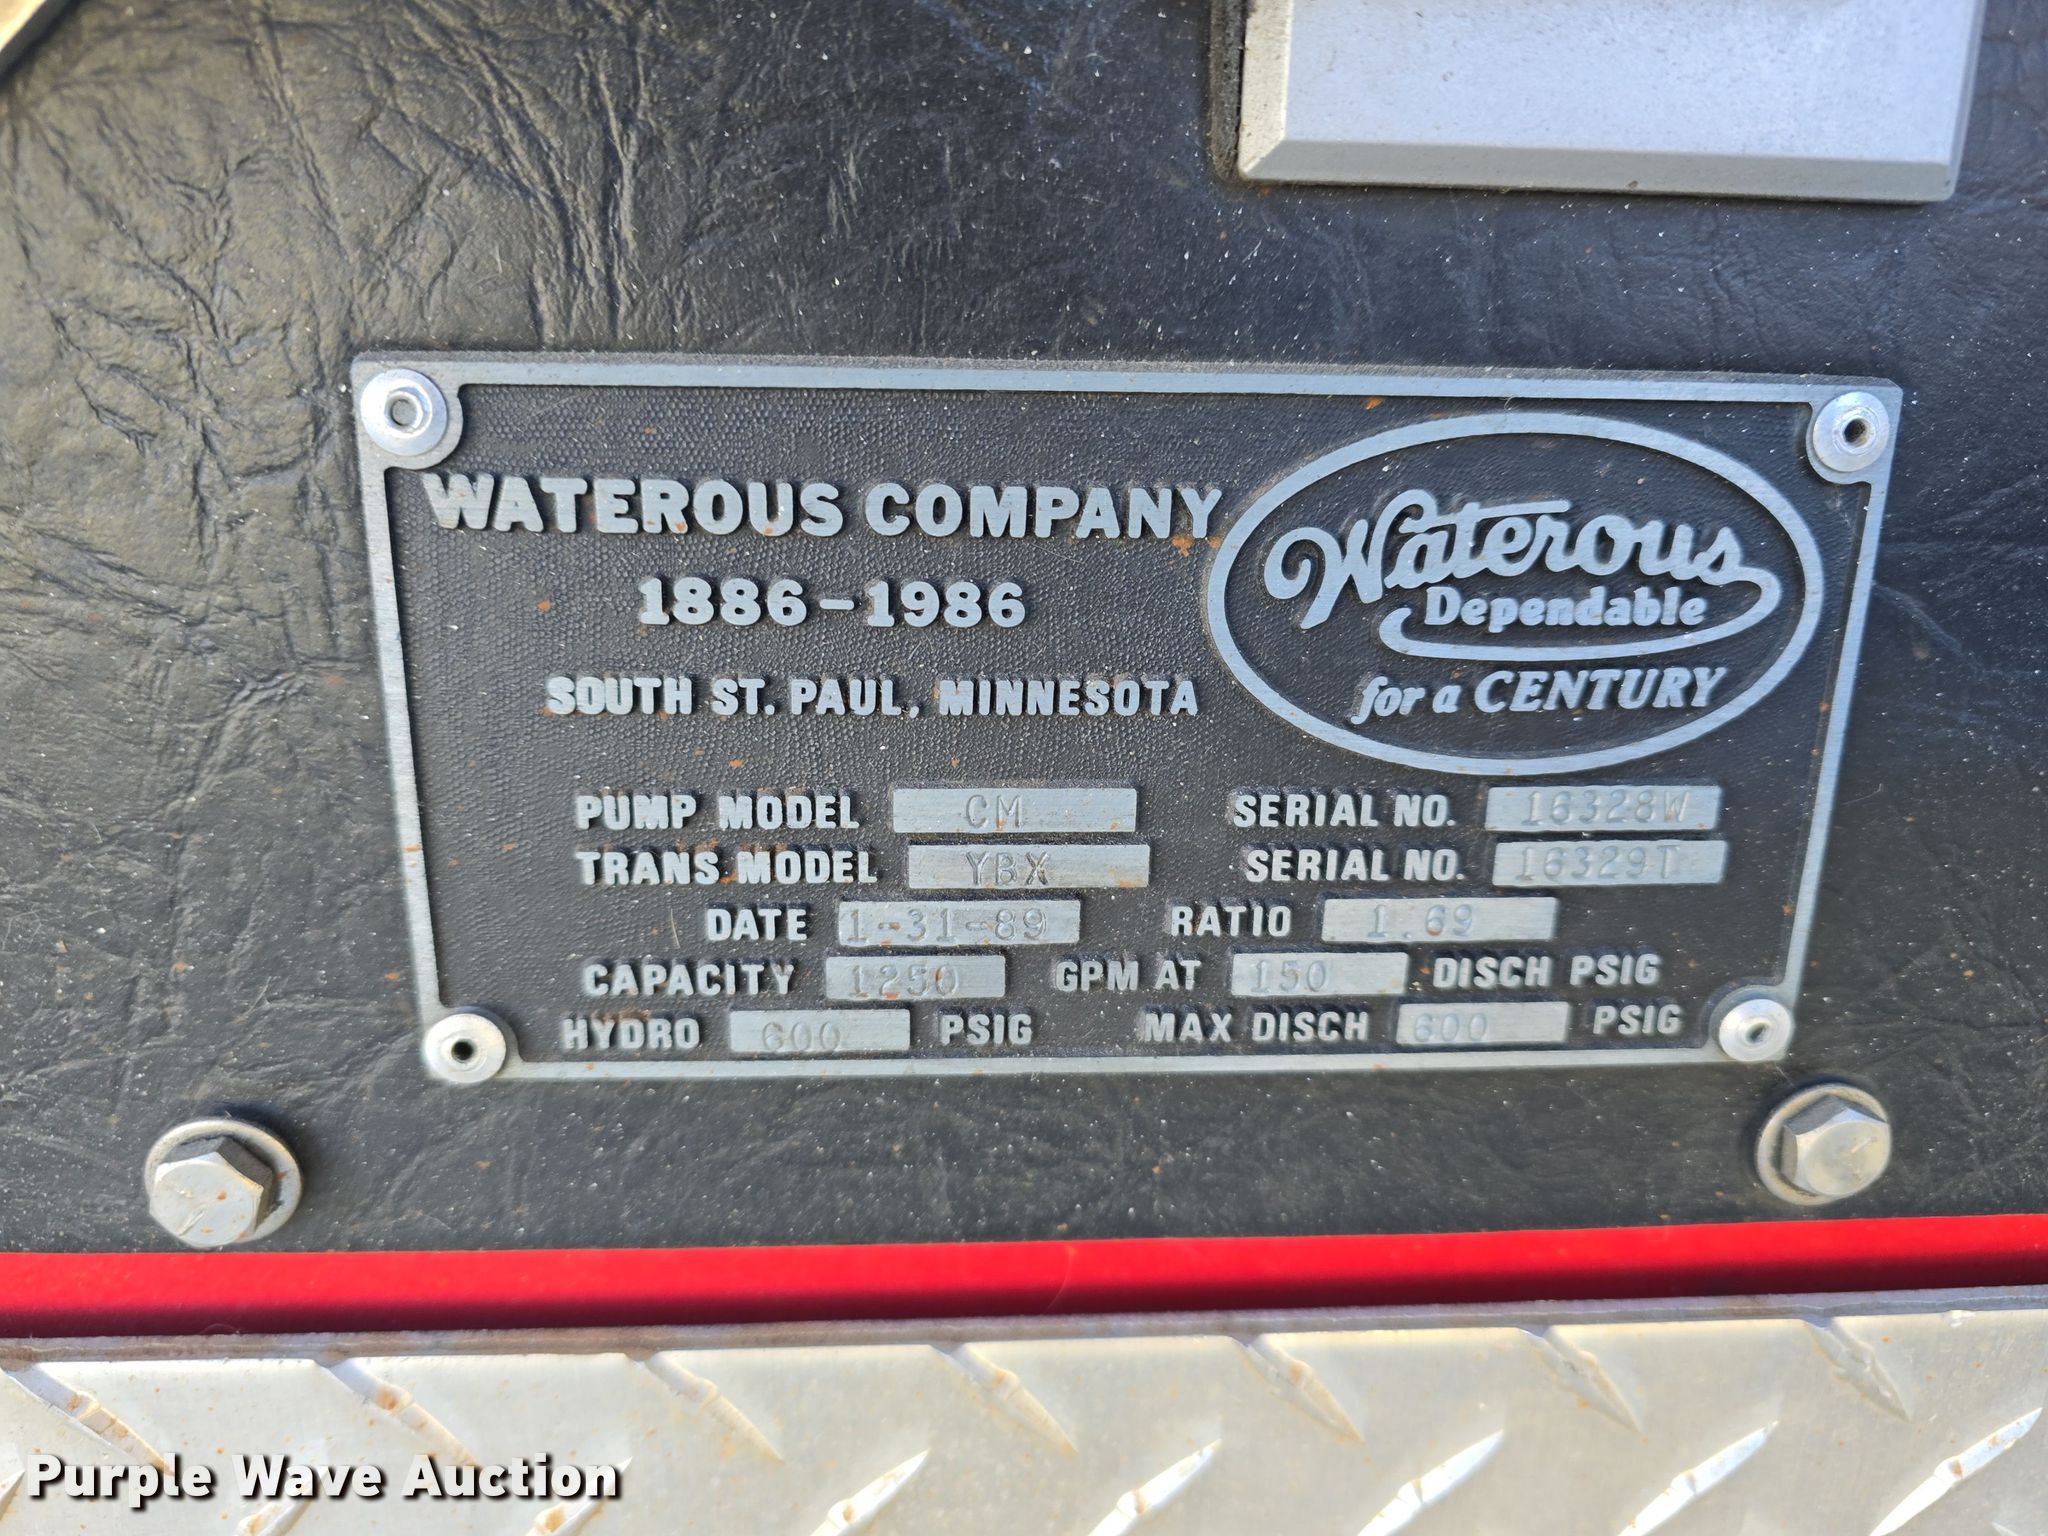 WATEROUS COMPANY
1886-1986
SOUTH ST. PAUL, MINNESOTA
Waterous
Dependable
for a CENTURY
PUMP MODEL CM SERIAL NO. 16328W
TRANS MODEL YBX SERIAL NO. 16329T
DATE 1-31-89 RATIO 1.69
CAPACITY 1250 GPM AT 150 DISCH PSIG
HYDRO 600 PSIG MAX DISCH 600 PSIG
Purple Wave Auction